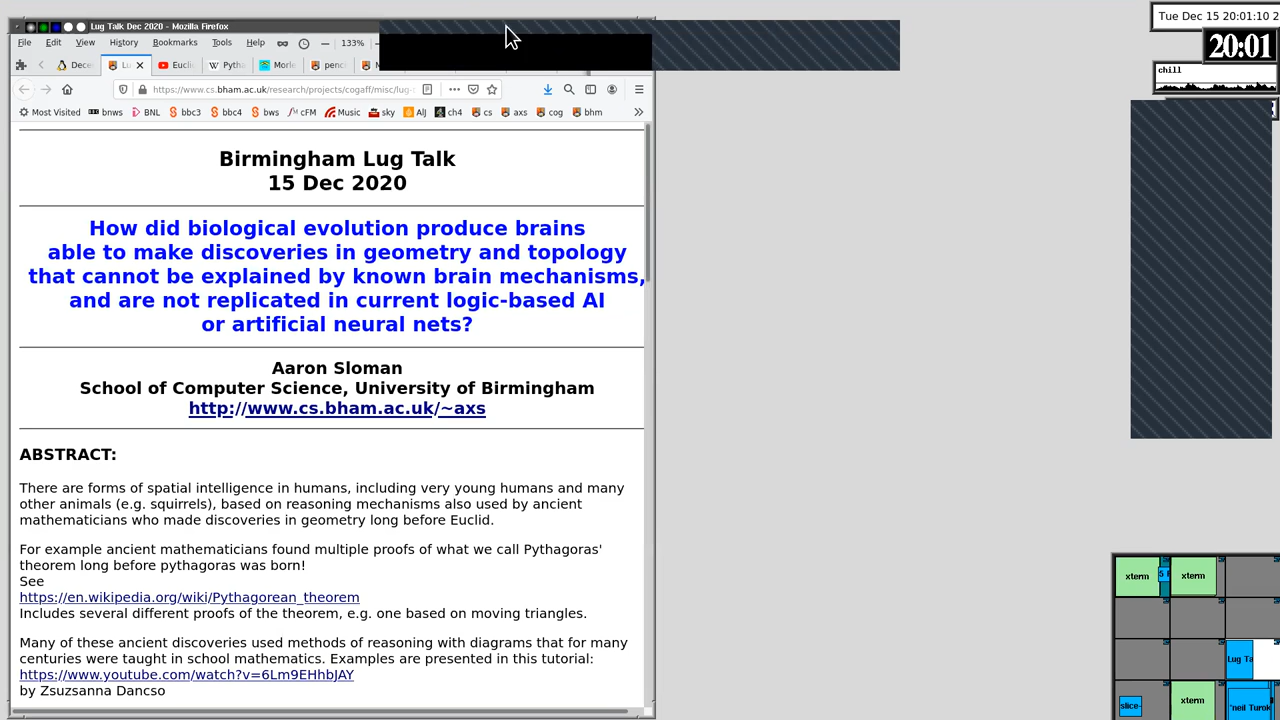 Lug Talk Dec 2020 - Mozilla Firefox
File Edit View History Bookmarks Tools Help 133%
Dece Lu Eucli Pyth Morle penc
https://www.cs.bham.ac.uk/research/projects/cogaff/misc/lug-
Most Visited bnws BNL bbc3 bbc4 bws cFM Music sky AlJ ch4 cs axs cog bhm
Birmingham Lug Talk
15 Dec 2020
How did biological evolution produce brains
able to make discoveries in geometry and topology
that cannot be explained by known brain mechanisms,
and are not replicated in current logic-based AI
or artificial neural nets?
Aaron Sloman
School of Computer Science, University of Birmingham
http://www.cs.bham.ac.uk/~axs
ABSTRACT:
There are forms of spatial intelligence in humans, including very young humans and many
other animals (e.g. squirrels), based on reasoning mechanisms also used by ancient
mathematicians who made discoveries in geometry long before Euclid.
For example ancient mathematicians found multiple proofs of what we call Pythagoras'
theorem long before pythagoras was born!
See
https://en.wikipedia.org/wiki/Pythagorean_theorem
Includes several different proofs of the theorem, e.g. one based on moving triangles.
Many of these ancient discoveries used methods of reasoning with diagrams that for many
centuries were taught in school mathematics. Examples are presented in this tutorial:
https://www.youtube.com/watch?v=6Lm9EHhbJAY
by Zsuzsanna Dancso
Tue Dec 15 20:01:10 2
20:01
chill
xterm xterm
Lug Ta
slice- xterm 'neil Turok